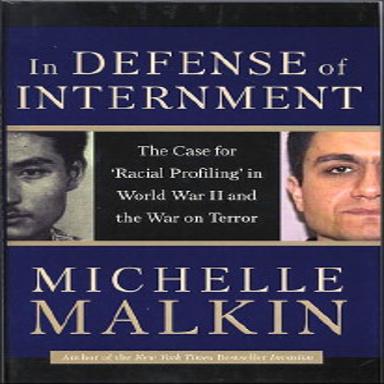 In DEFENSE of
INTERNMENT
The Case for
'Racial Profiling' in
World War II and
the War on Terror
MICHELLE
MALKIN
Author of the New York Times Bestseller Invasion